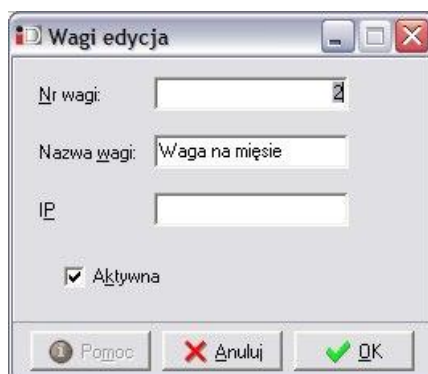 Wagi edycja
Nr wagi: 2
Nazwa wagi: Waga na mięsie
IP
Aktywna
Pomoc Anuluj OK